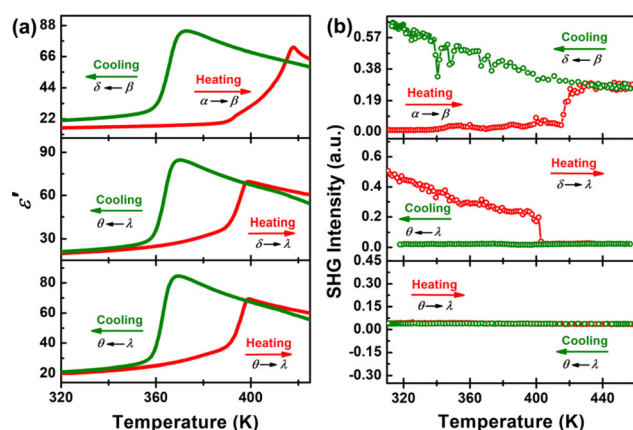 (a)
88
66
44
22
Cooling
δ ← β
Heating
α → β
90
60
30
Cooling
θ ← λ
Heating
δ → λ
80
60
40
20
Cooling
θ ← λ
Heating
θ → λ
ε'
320 360 400
Temperature (K)
(b)
0.57
0.38
0.19
0.00
Cooling
δ ← β
Heating
α → β
0.6
0.4
0.2
0.0
Heating
δ → λ
Cooling
θ ← λ
0.45
0.30
0.15
0.00
-0.15
-0.30
Heating
θ → λ
Cooling
θ ← λ
SHG Intensity (a.u.)
320 360 400 440
Temperature (K)